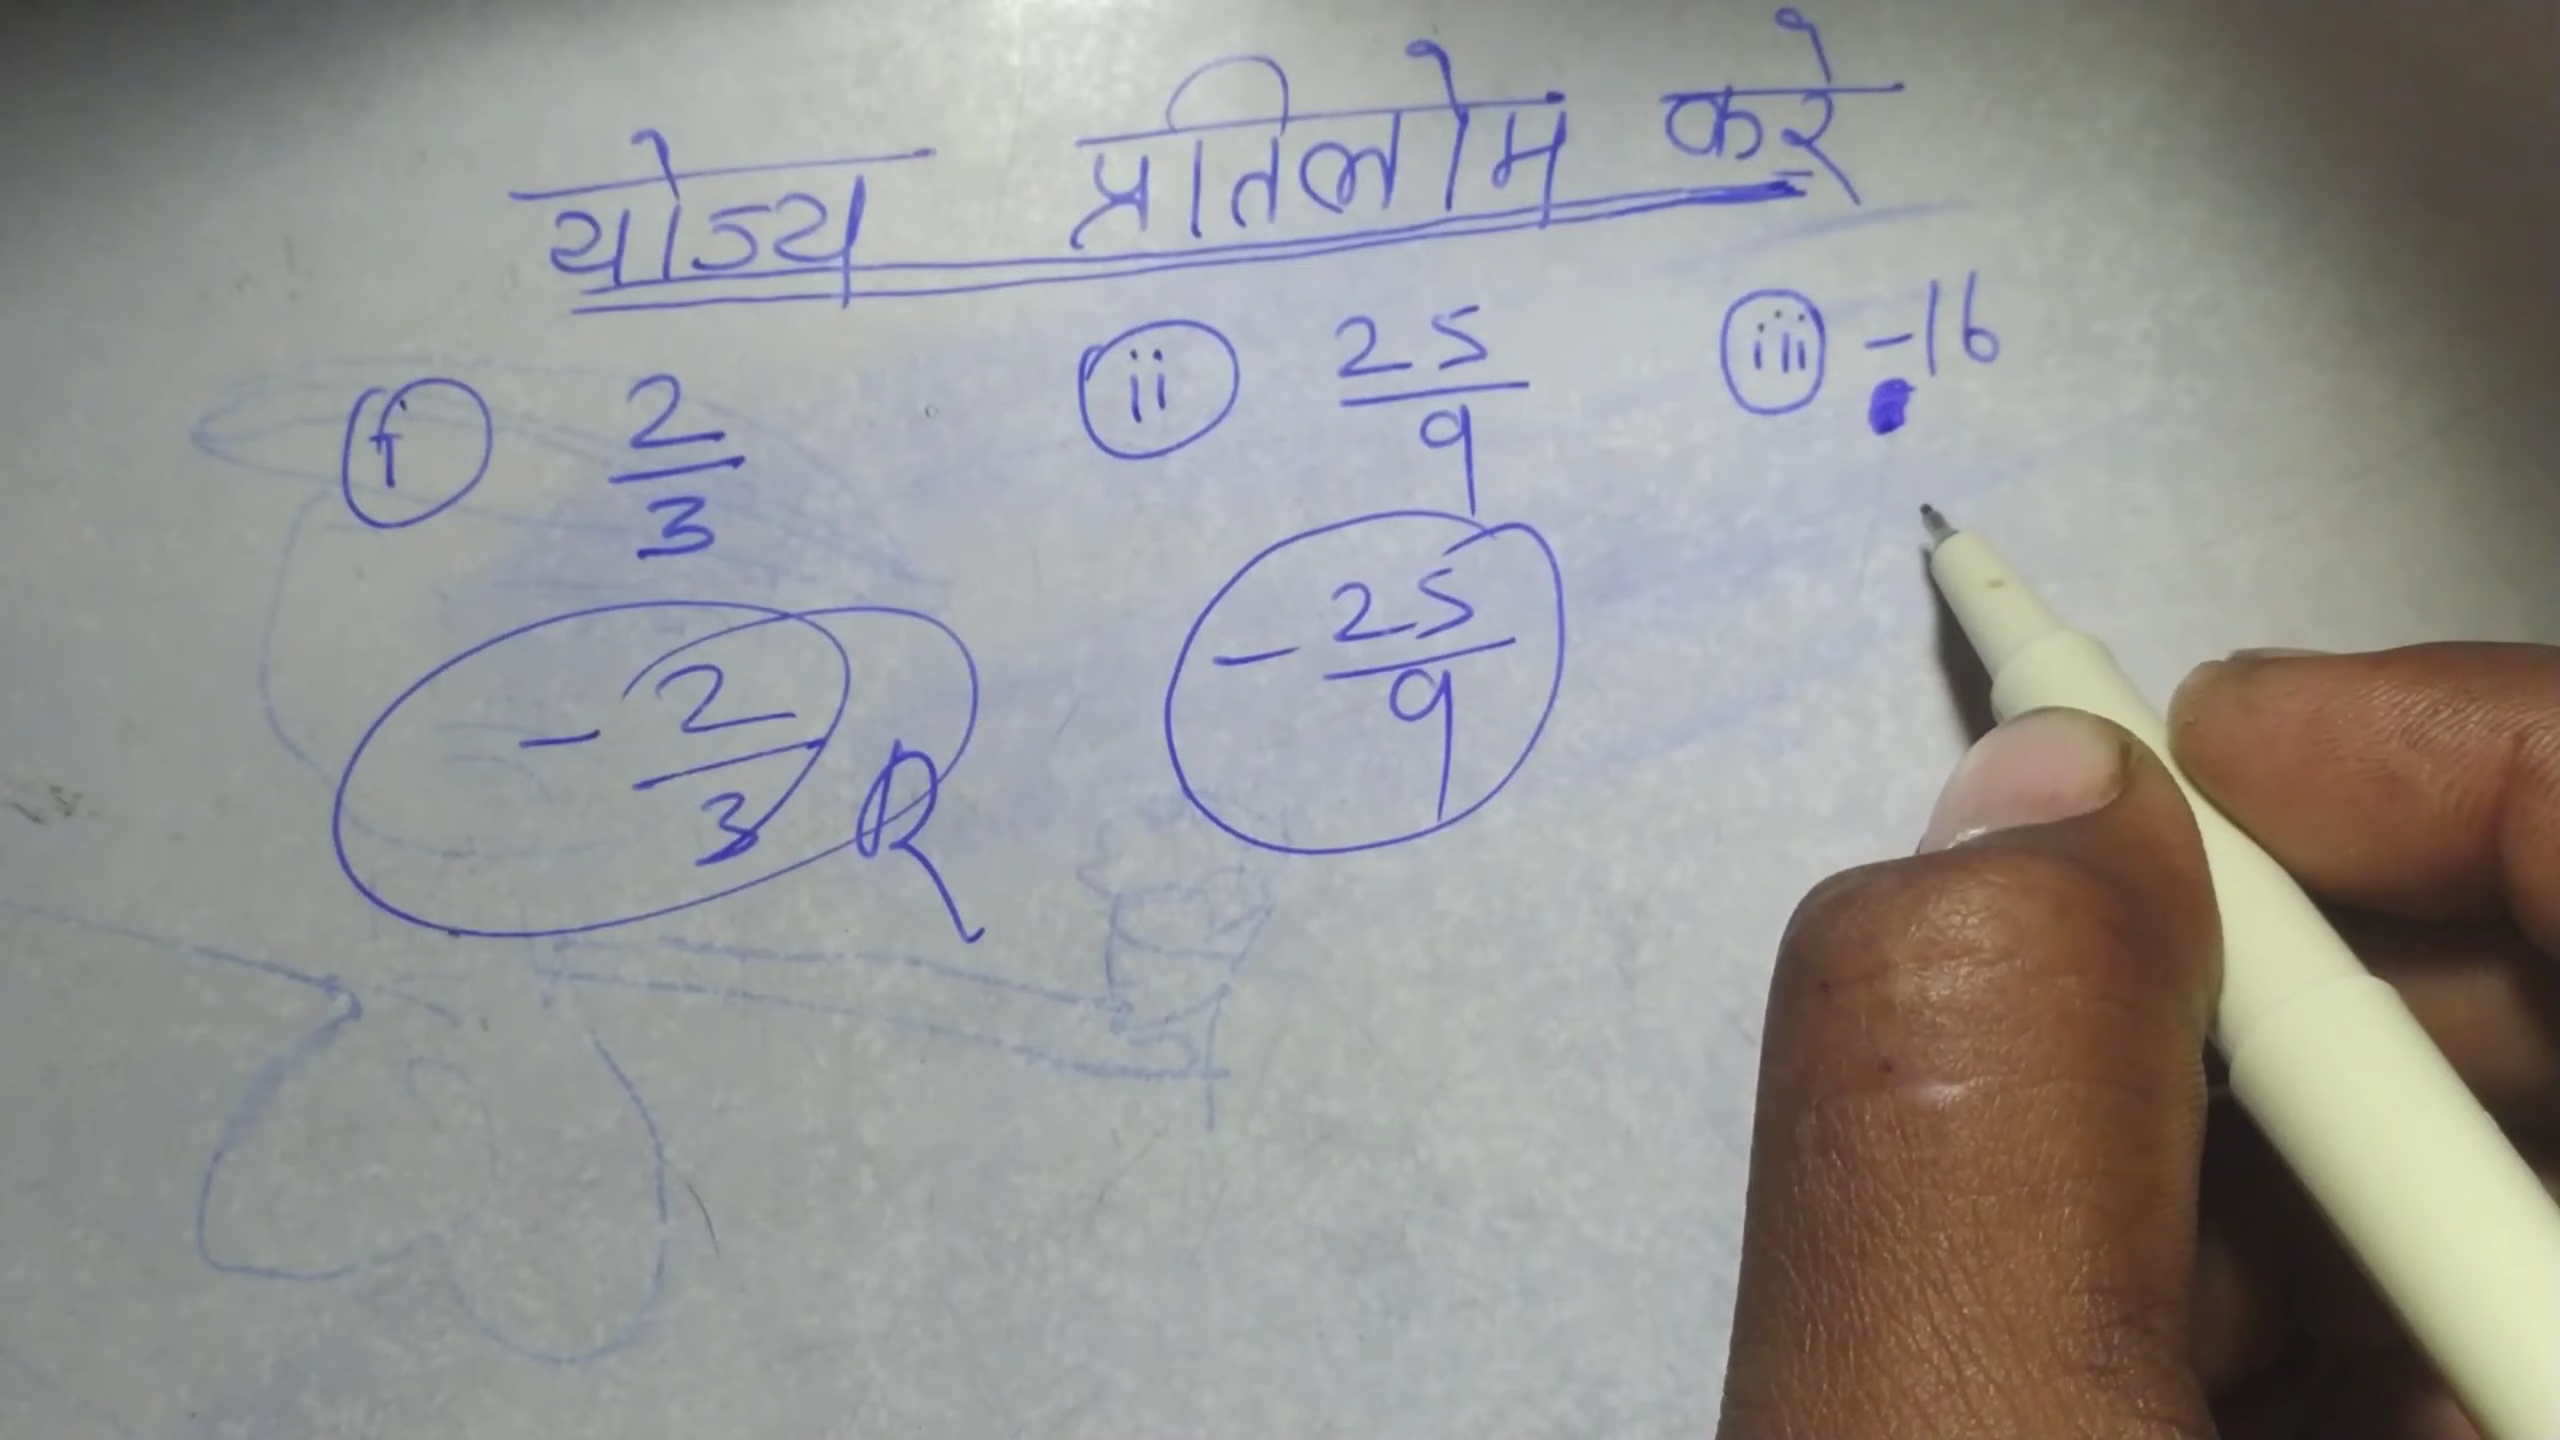 योज्य प्रतिलोम करे
(i) 2/3 (ii) 25/9 (iii) -16
-2/3 R -25/9